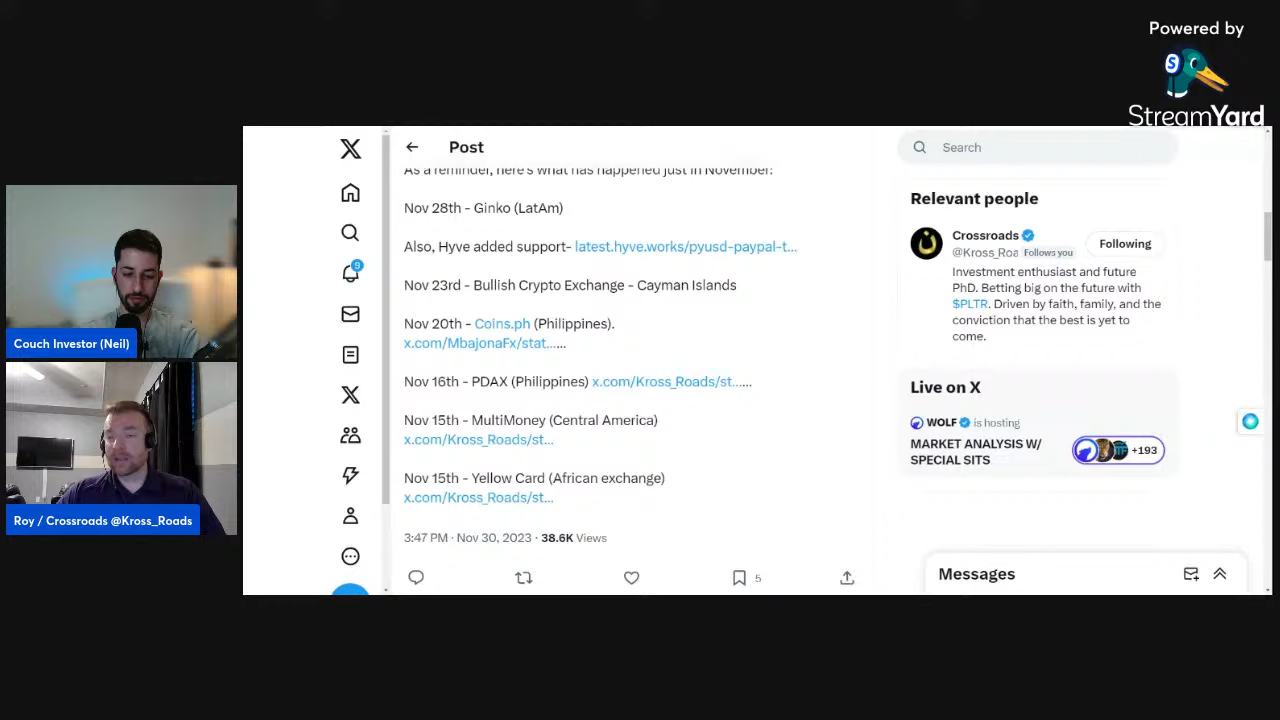 Powered by
StreamYard
Couch Investor (Neil)
Roy / Crossroads @Kross_Roads
9
Post
As a reminder, here's what has happened just in November:
Nov 28th - Ginko (LatAm)
Also, Hyve added support- latest.hyve.works/pyusd-paypal-t...
Nov 23rd - Bullish Crypto Exchange - Cayman Islands
Nov 20th - Coins.ph (Philippines).
x.com/MbajonaFx/stat......
Nov 16th - PDAX (Philippines) x.com/Kross_Roads/st......
Nov 15th - MultiMoney (Central America)
x.com/Kross_Roads/st...
Nov 15th - Yellow Card (African exchange)
x.com/Kross_Roads/st...
3:47 PM · Nov 30, 2023 · 38.6K Views
5
Search
Relevant people
Crossroads
@Kross_Roa Follows you
Following
Investment enthusiast and future
PhD. Betting big on the future with
$PLTR. Driven by faith, family, and the
conviction that the best is yet to
come.
Live on X
WOLF is hosting
MARKET ANALYSIS W/
SPECIAL SITS
+193
Messages